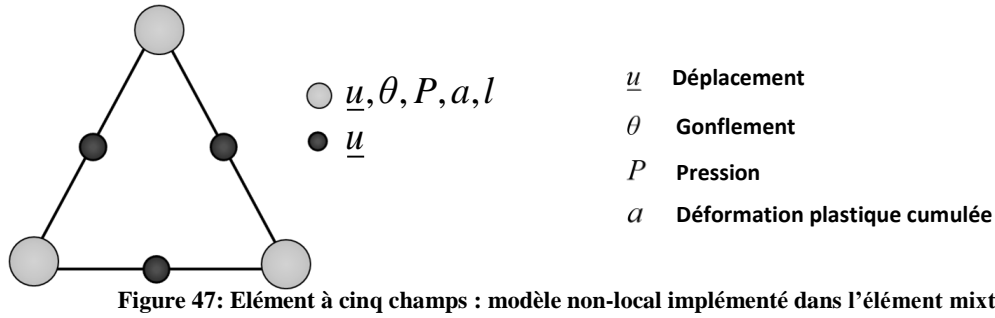 u, θ, P, a, l
u
u Déplacement
θ Gonflement
P Pression
a Déformation plastique cumulée
Figure 47: Elément à cinq champs : modèle non-local implémenté dans l’élément mixt